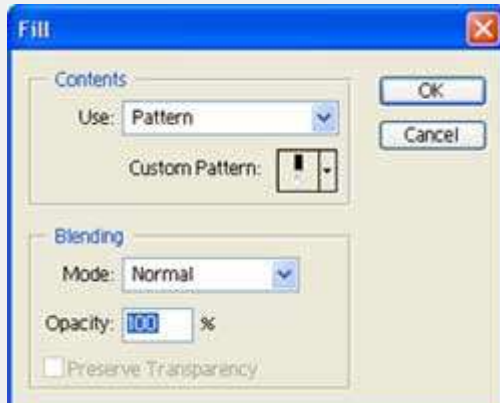 Fill
Contents
Use: Pattern
OK
Cancel
Custom Pattern:
Blending
Mode: Normal
Opacity: 100 %
Preserve Transparency